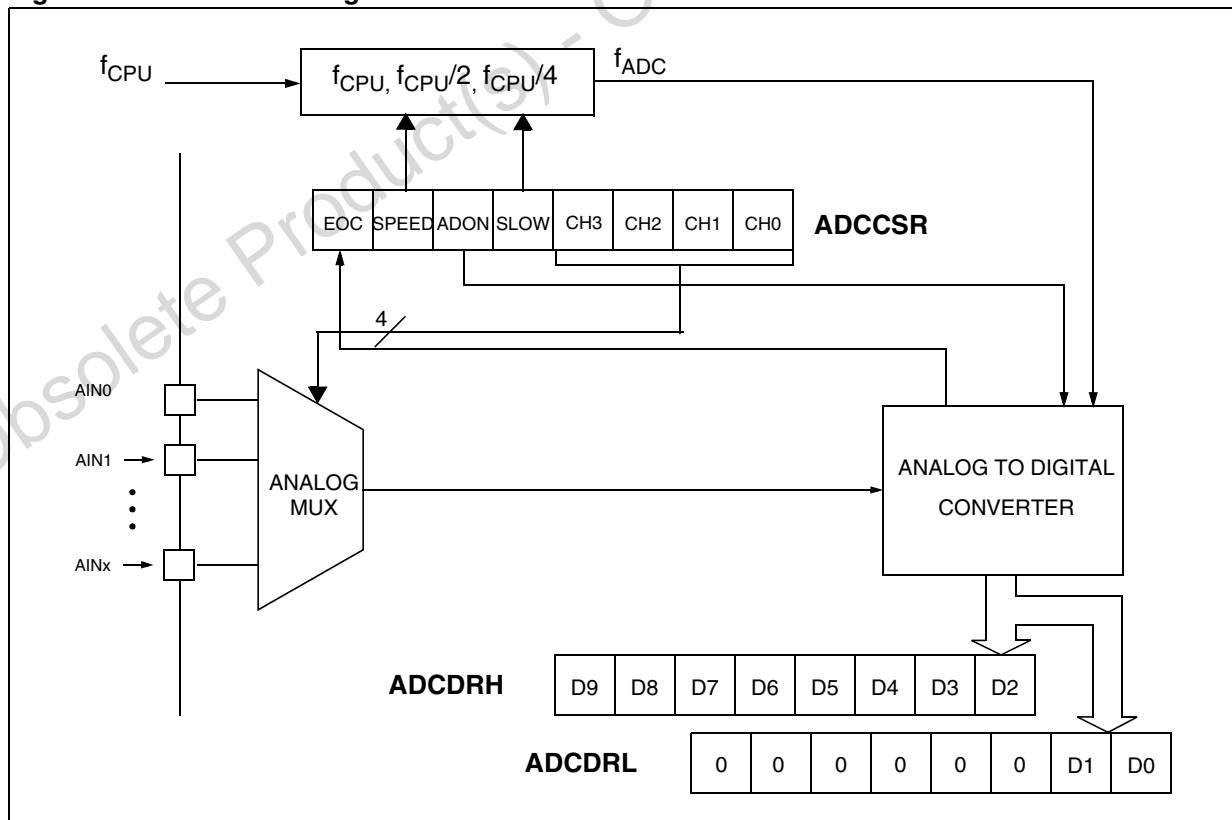 f_CPU
f_CPU, f_CPU/2, f_CPU/4
f_ADC
EOC SPEED ADON SLOW CH3 CH2 CH1 CH0
ADCCSR
4
AIN0
AIN1
AINx
ANALOG
MUX
ANALOG TO DIGITAL
CONVERTER
ADCDRH
D9 D8 D7 D6 D5 D4 D3 D2
ADCDRL
0 0 0 0 0 0 D1 D0
Obsolete Product(s) -